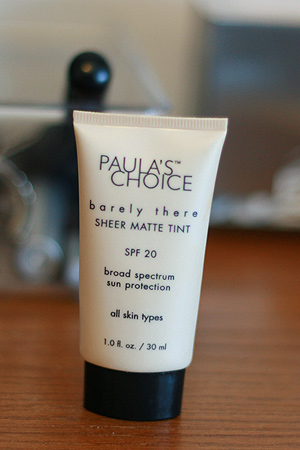 PAULA'S™
CHOICE
barely there
SHEER MATTE TINT
SPF 20
broad spectrum
sun protection
all skin types
1.0 fl. oz. / 30 ml